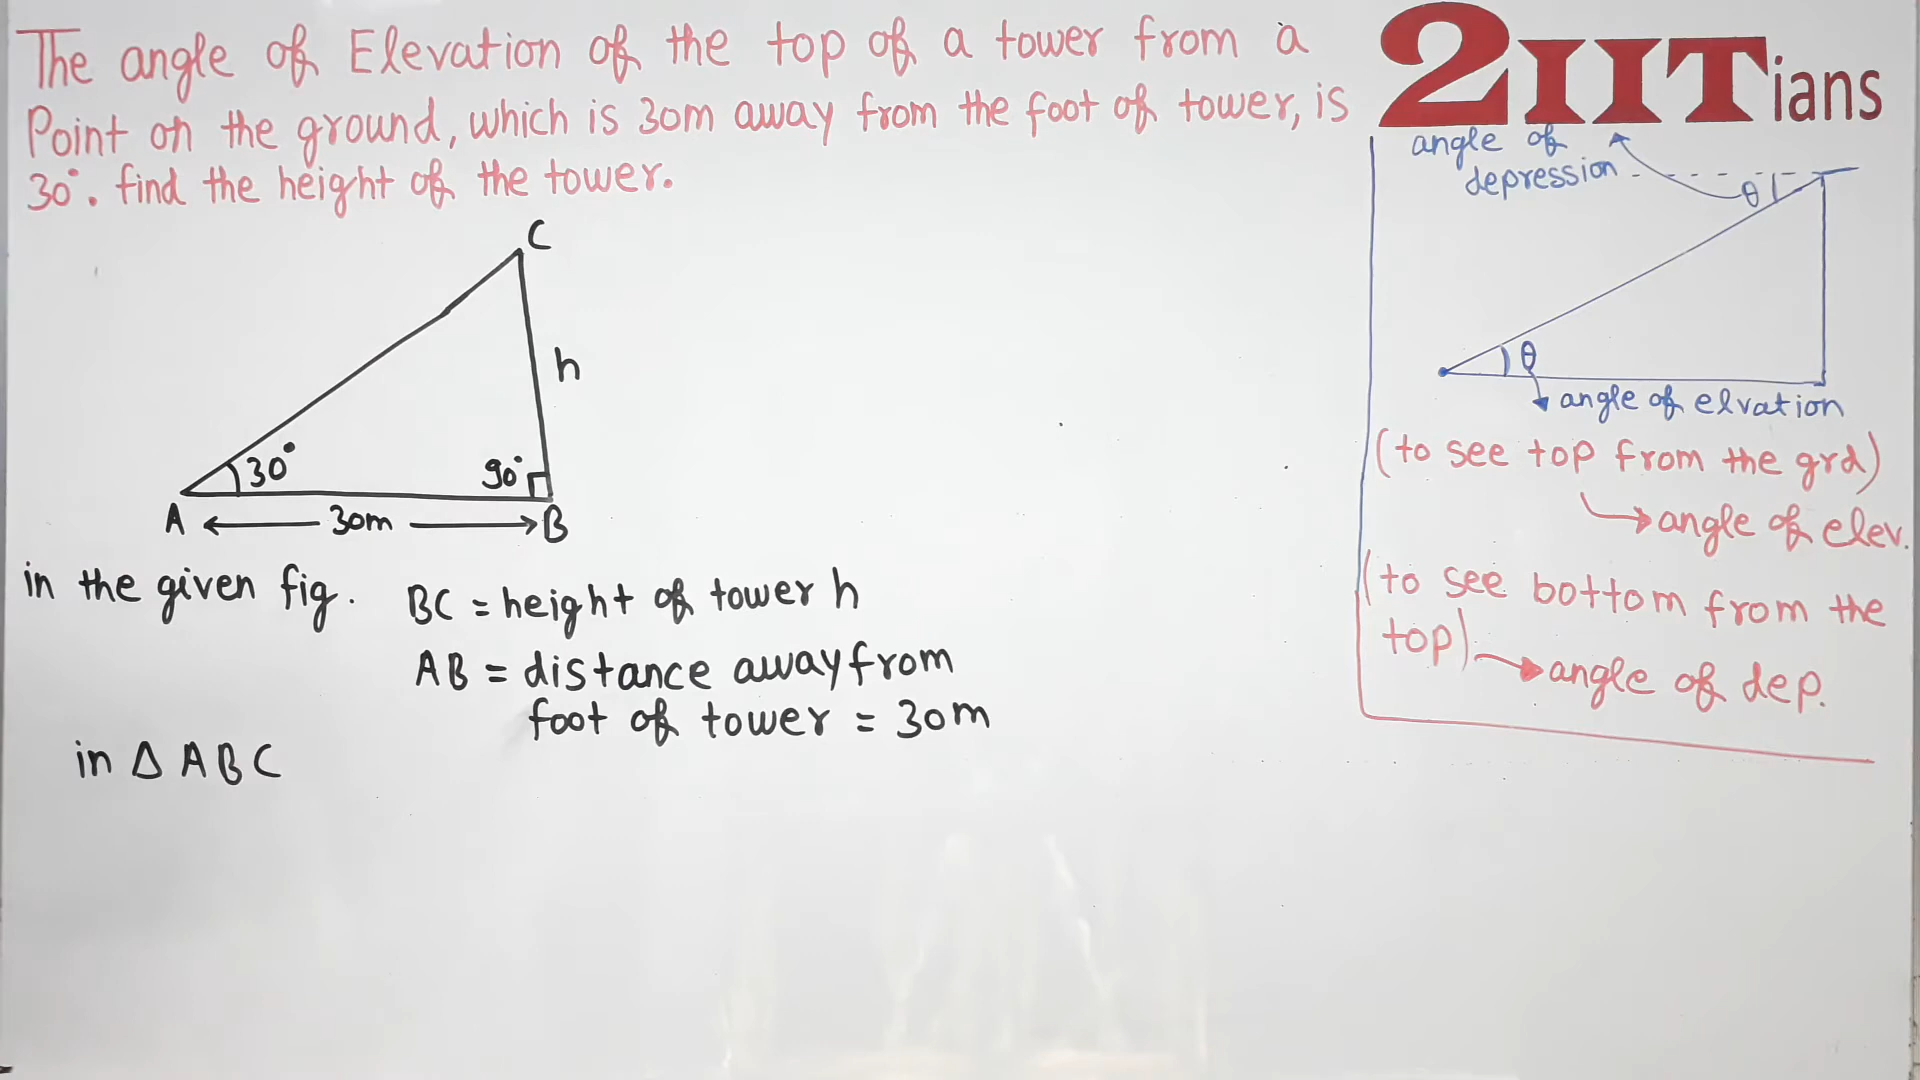 The angle of Elevation of the top of a tower from a
Point on the ground, which is 30m away from the foot of tower, is
30°. find the height of the tower.
C
h
30°
90°
A
30m
B
in the given fig.
BC = height of tower h
AB = distance away from
foot of tower = 30m
in Δ ABC
2IITians
angle of
depression
θ
θ
angle of elvation
(to see top from the grd)
angle of elev.
(to see bottom from the
top)
angle of dep.